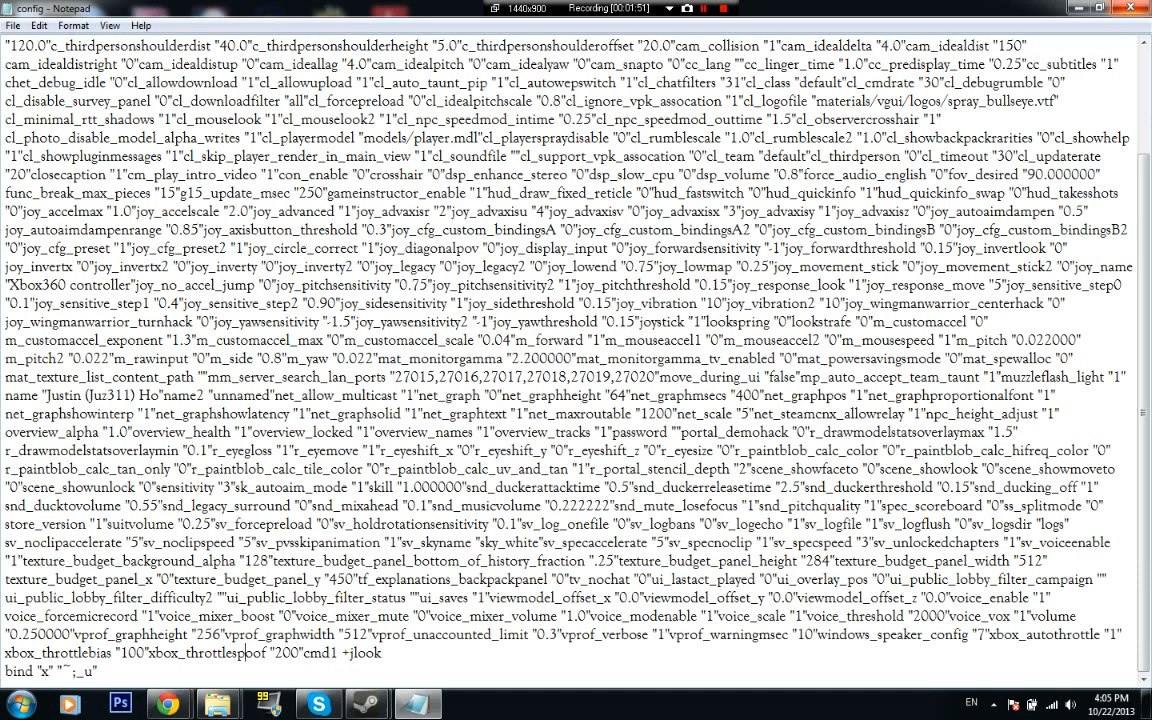 config - Notepad
1440x900
Recording [00:01:51]
File Edit Format View Help
"120.0"c_thirdpersonshoulderdist "40.0"c_thirdpersonshoulderheight "5.0"c_thirdpersonshoulderoffset "20.0"cam_collision "1"cam_idealdelta "4.0"cam_idealdist "150"
cam_idealdistright "0"cam_idealdistup "0"cam_ideallag "4.0"cam_idealpitch "0"cam_idealyaw "0"cam_snapto "0"cc_lang ""cc_linger_time "1.0"cc_predisplay_time "0.25"cc_subtitles "1"
chet_debug_idle "0"cl_allowdownload "1"cl_allowupload "1"cl_auto_taunt_pip "1"cl_autowepswitch "1"cl_chatfilters "31"cl_class "default"cl_cmdrate "30"cl_debugrumble "0"
cl_disable_survey_panel "0"cl_downloadfilter "all"cl_forcepreload "0"cl_idealpitchscale "0.8"cl_ignore_vpk_assocation "1"cl_logofile "materials/vgui/logos/spray_bullseye.vtf"
cl_minimal_rtt_shadows "1"cl_mouselook "1"cl_mouselook2 "1"cl_npc_speedmod_intime "0.25"cl_npc_speedmod_outtime "1.5"cl_observercrosshair "1"
cl_photo_disable_model_alpha_writes "1"cl_playermodel "models/player.mdl"cl_playerspraydisable "0"cl_rumblescale "1.0"cl_rumblescale2 "1.0"cl_showbackpackrarities "0"cl_showhelp
"1"cl_showpluginmessages "1"cl_skip_player_render_in_main_view "1"cl_soundfile ""cl_support_vpk_assocation "0"cl_team "default"cl_thirdperson "0"cl_timeout "30"cl_updaterate
"20"closecaption "1"cm_play_intro_video "1"con_enable "0"crosshair "0"dsp_enhance_stereo "0"dsp_slow_cpu "0"dsp_volume "0.8"force_audio_english "0"fov_desired "90.000000"
func_break_max_pieces "15"g15_update_msec "250"gameinstructor_enable "1"hud_draw_fixed_reticle "0"hud_fastswitch "0"hud_quickinfo "1"hud_quickinfo_swap "0"hud_takesshots
"0"joy_accelmax "1.0"joy_accelscale "2.0"joy_advanced "1"joy_advaxisr "2"joy_advaxisu "4"joy_advaxisv "0"joy_advaxisx "3"joy_advaxisy "1"joy_advaxisz "0"joy_autoaimdampen "0.5"
joy_autoaimdampenrange "0.85"joy_axisbutton_threshold "0.3"joy_cfg_custom_bindingsA "0"joy_cfg_custom_bindingsA2 "0"joy_cfg_custom_bindingsB "0"joy_cfg_custom_bindingsB2
"0"joy_cfg_preset "1"joy_cfg_preset2 "1"joy_circle_correct "1"joy_diagonalpov "0"joy_display_input "0"joy_forwardsensitivity "-1"joy_forwardthreshold "0.15"joy_invertlook "0"
joy_invertx "0"joy_invertx2 "0"joy_inverty "0"joy_inverty2 "0"joy_legacy "0"joy_legacy2 "0"joy_lowend "0.75"joy_lowmap "0.25"joy_movement_stick "0"joy_movement_stick2 "0"joy_name
"Xbox360 controller"joy_no_accel_jump "0"joy_pitchsensitivity "0.75"joy_pitchsensitivity2 "1"joy_pitchthreshold "0.15"joy_response_look "1"joy_response_move "5"joy_sensitive_step0
"0.1"joy_sensitive_step1 "0.4"joy_sensitive_step2 "0.90"joy_sidesensitivity "1"joy_sidethreshold "0.15"joy_vibration "10"joy_vibration2 "10"joy_wingmanwarrior_centerhack "0"
joy_wingmanwarrior_turnhack "0"joy_yawsensitivity "-1.5"joy_yawsensitivity2 "-1"joy_yawthreshold "0.15"joystick "1"lookspring "0"lookstrafe "0"m_customaccel "0"
m_customaccel_exponent "1.3"m_customaccel_max "0"m_customaccel_scale "0.04"m_forward "1"m_mouseaccel1 "0"m_mouseaccel2 "0"m_mousespeed "1"m_pitch "0.022000"
m_pitch2 "0.022"m_rawinput "0"m_side "0.8"m_yaw "0.022"mat_monitorgamma "2.200000"mat_monitorgamma_tv_enabled "0"mat_powersavingsmode "0"mat_spewalloc "0"
mat_texture_list_content_path ""mm_server_search_lan_ports "27015,27016,27017,27018,27019,27020"move_during_ui "false"mp_auto_accept_team_taunt "1"muzzleflash_light "1"
name "Justin (Juz311) Ho"name2 "unnamed"net_allow_multicast "1"net_graph "0"net_graphheight "64"net_graphmsecs "400"net_graphpos "1"net_graphproportionalfont "1"
net_graphshowinterp "1"net_graphshowlatency "1"net_graphsolid "1"net_graphtext "1"net_maxroutable "1200"net_scale "5"net_steamcnx_allowrelay "1"npc_height_adjust "1"
overview_alpha "1.0"overview_health "1"overview_locked "1"overview_names "1"overview_tracks "1"password ""portal_demohack "0"r_drawmodelstatsoverlaymax "1.5"
r_drawmodelstatsoverlaymin "0.1"r_eyegloss "1"r_eyemove "1"r_eyeshift_x "0"r_eyeshift_y "0"r_eyeshift_z "0"r_eyesize "0"r_paintblob_calc_color "0"r_paintblob_calc_hifreq_color "0"
r_paintblob_calc_tan_only "0"r_paintblob_calc_tile_color "0"r_paintblob_calc_uv_and_tan "1"r_portal_stencil_depth "2"scene_showfaceto "0"scene_showlook "0"scene_showmoveto
"0"scene_showunlook "0"sensitivity "3"sk_autoaim_mode "1"skill "1.000000"snd_duckerattacktime "0.5"snd_duckerreleasetime "2.5"snd_duckerthreshold "0.15"snd_ducking_off "1"
snd_ducktovolume "0.55"snd_legacy_surround "0"snd_mixahead "0.1"snd_musicvolume "0.222222"snd_mute_losefocus "1"snd_pitchquality "1"spec_scoreboard "0"ss_splitmode "0"
store_version "1"suitvolume "0.25"sv_forcepreload "0"sv_holdrotationsensitivity "0.1"sv_log_onefile "0"sv_logbans "0"sv_logecho "1"sv_logfile "1"sv_logflush "0"sv_logsdir "logs"
sv_noclipaccelerate "5"sv_noclipspeed "5"sv_pvsskipanimation "1"sv_skyname "sky_white"sv_specaccelerate "5"sv_specnoclip "1"sv_specspeed "3"sv_unlockedchapters "1"sv_voiceenable
"1"texture_budget_background_alpha "128"texture_budget_panel_bottom_of_history_fraction ".25"texture_budget_panel_height "284"texture_budget_panel_width "512"
texture_budget_panel_x "0"texture_budget_panel_y "450"tf_explanations_backpackpanel "0"tv_nochat "0"ui_lastact_played "0"ui_overlay_pos "0"ui_public_lobby_filter_campaign ""
ui_public_lobby_filter_difficulty2 ""ui_public_lobby_filter_status ""ui_saves "1"viewmodel_offset_x "0.0"viewmodel_offset_y "0.0"viewmodel_offset_z "0.0"voice_enable "1"
voice_forcemicrecord "1"voice_mixer_boost "0"voice_mixer_mute "0"voice_mixer_volume "1.0"voice_modenable "1"voice_scale "1"voice_threshold "2000"voice_vox "1"volume
"0.250000"vprof_graphheight "256"vprof_graphwidth "512"vprof_unaccounted_limit "0.3"vprof_verbose "1"vprof_warningmsec "10"windows_speaker_config "7"xbox_autothrottle "1"
xbox_throttlebias "100"xbox_throttlespoof "200"cmd1 +jlook
bind "x" "~;_u"
Ps
99
EN
4:05 PM
10/22/2013